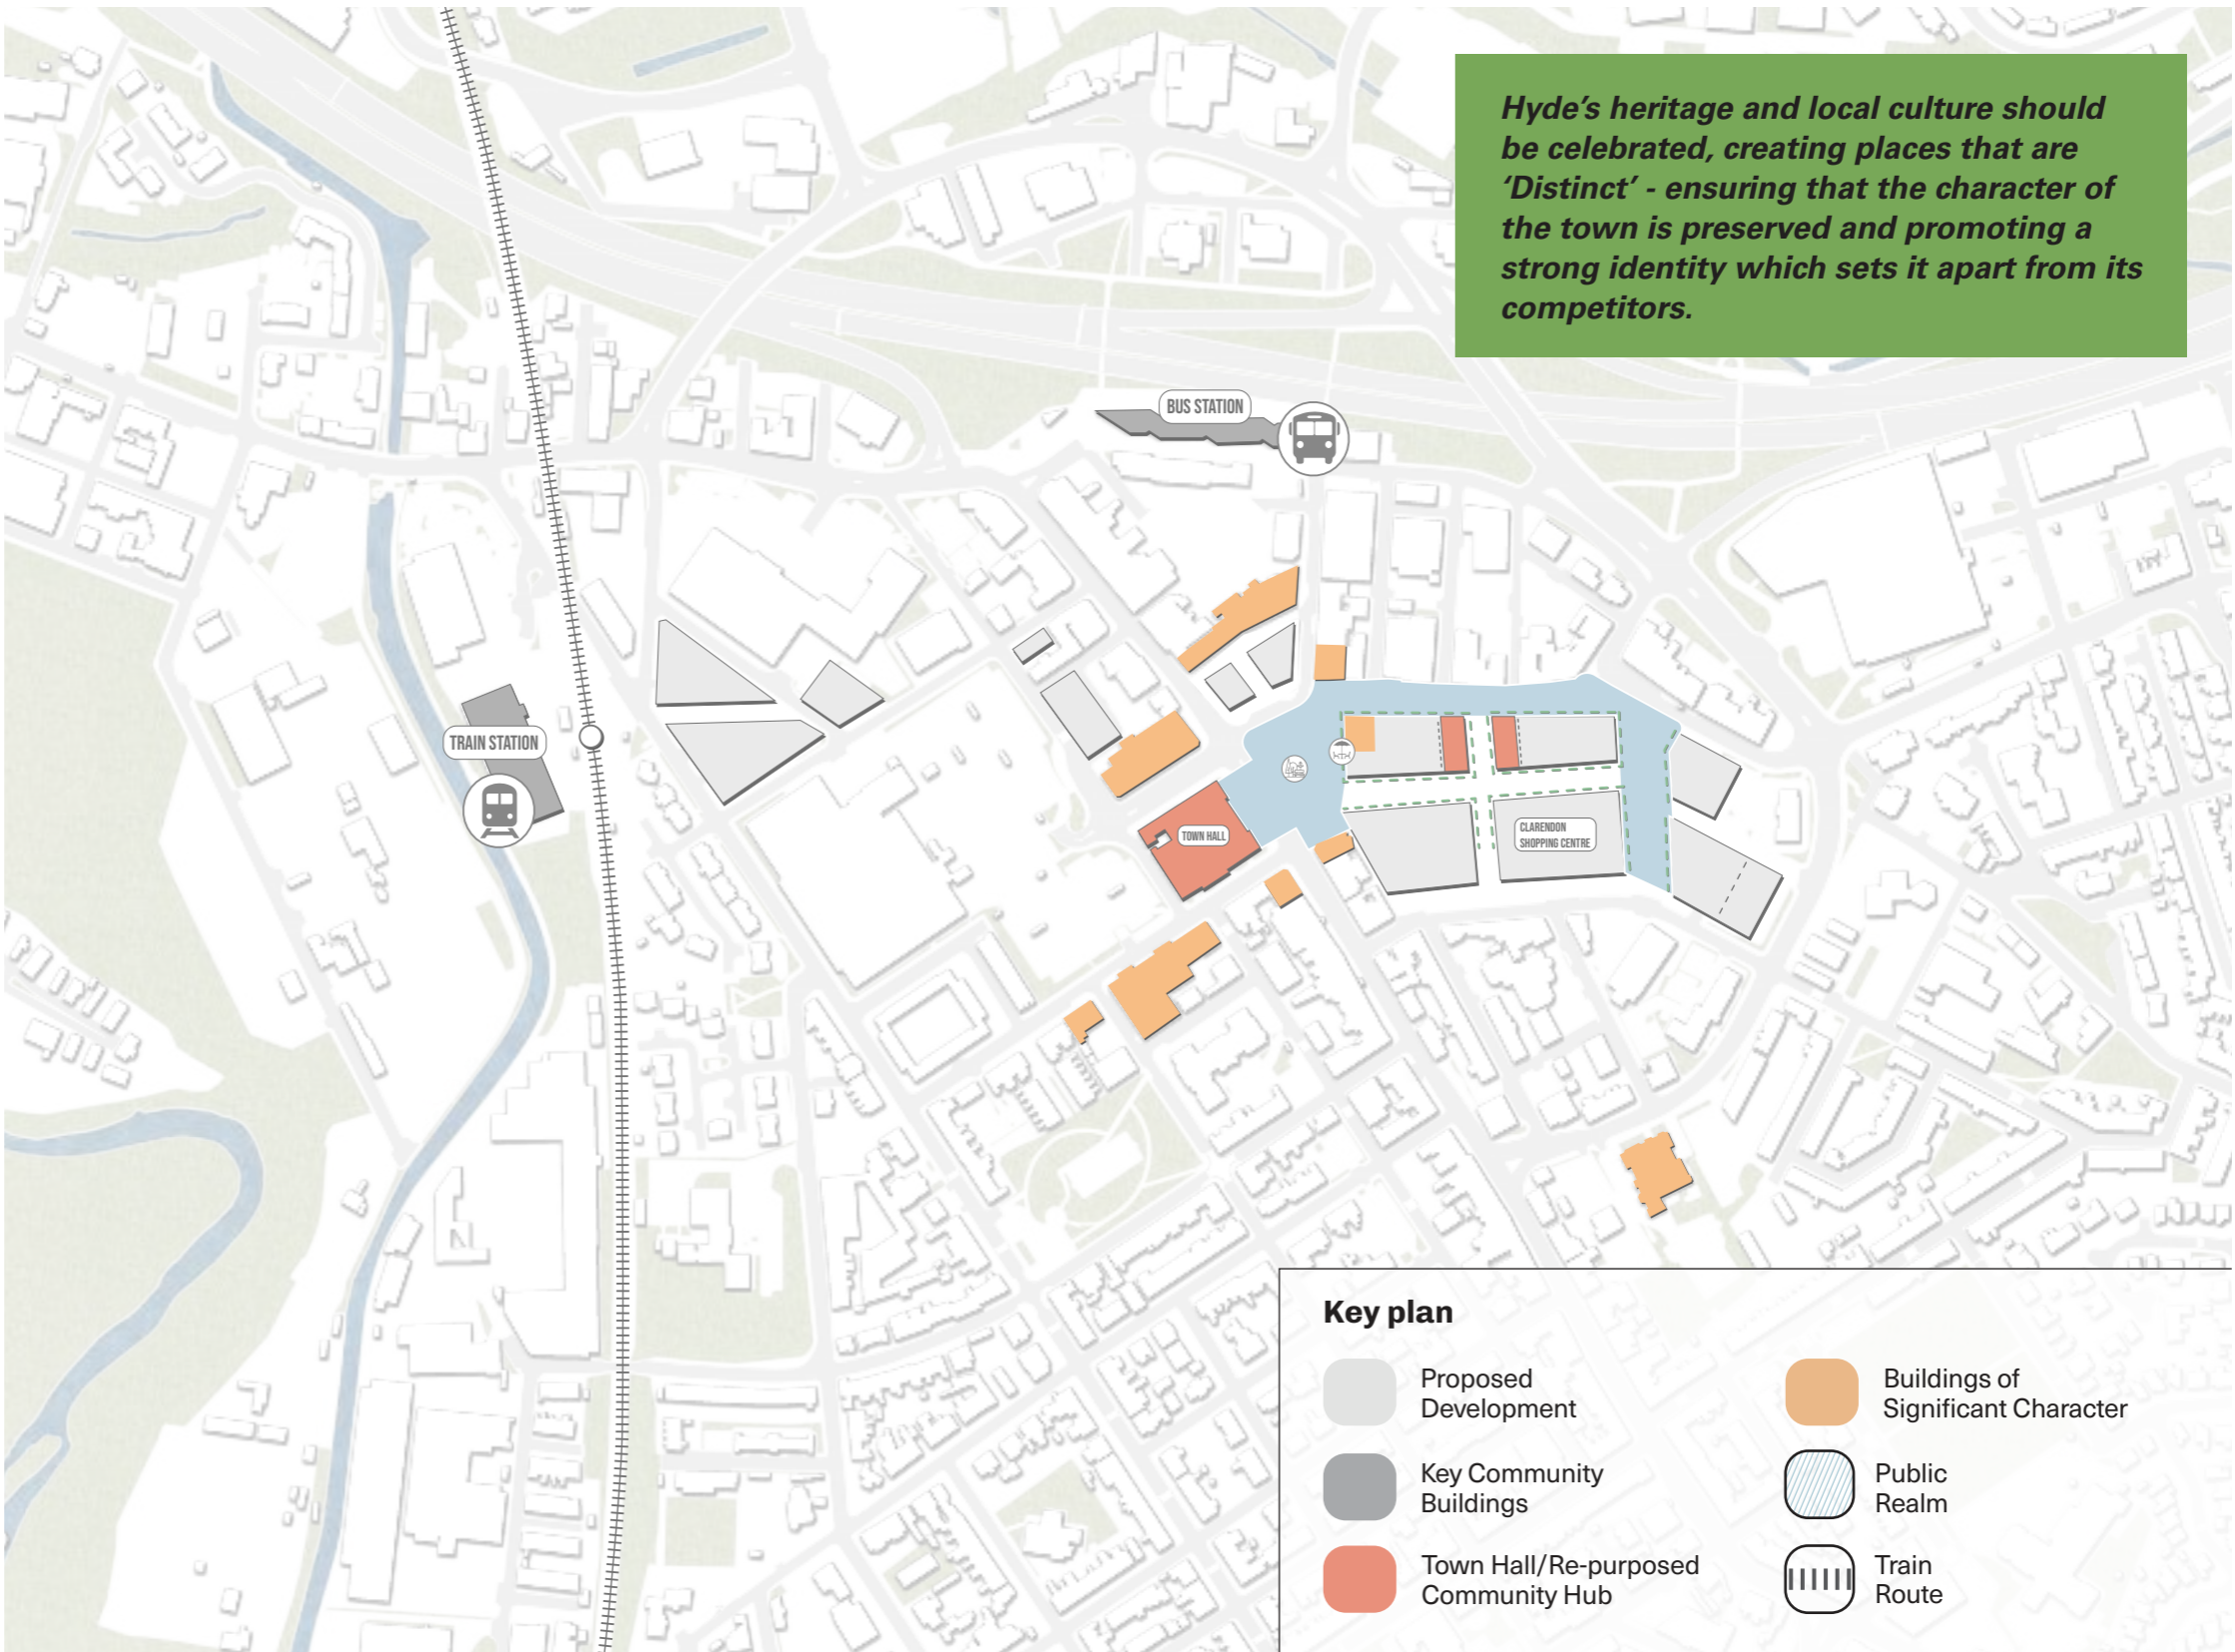 Hyde’s heritage and local culture should
be celebrated, creating places that are
‘Distinct’ - ensuring that the character of
the town is preserved and promoting a
strong identity which sets it apart from its
competitors.
BUS STATION
TRAIN STATION
TOWN HALL
CLARENDON
SHOPPING CENTRE
Key plan
Proposed
Development
Key Community
Buildings
Town Hall/Re-purposed
Community Hub
Buildings of
Significant Character
Public
Realm
Train
Route